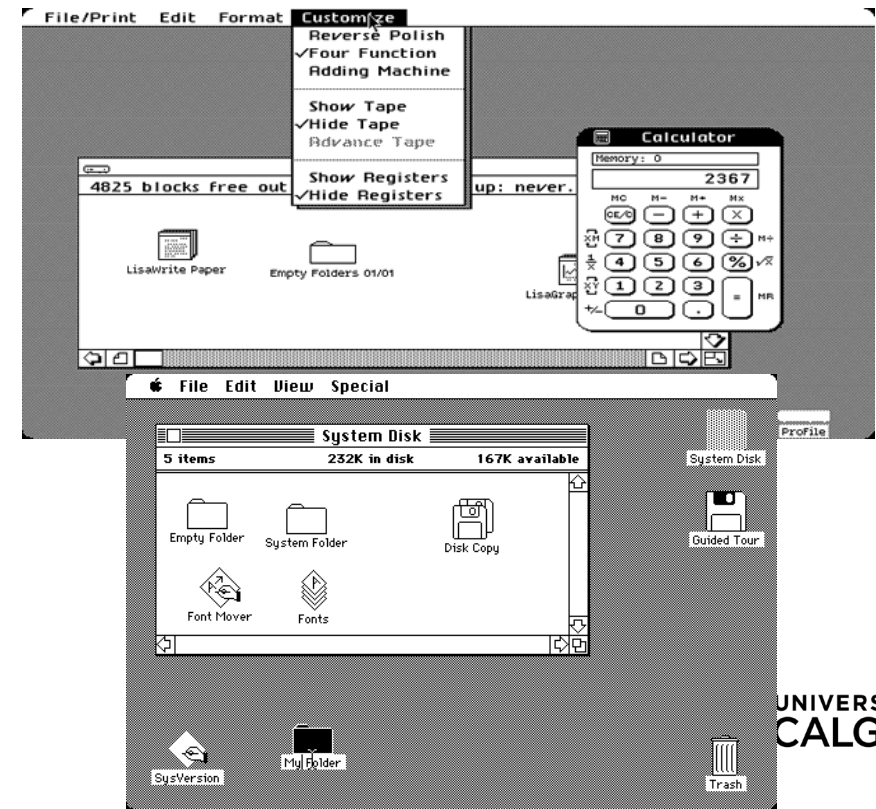 File/Print Edit Format Customize
Reverse Polish
✓Four Function
Adding Machine
Show Tape
✓Hide Tape
Advance Tape
Show Registers
✓Hide Registers
4825 blocks free out
up: never.
LisaWrite Paper
Empty Folders 01/01
LisaGrap
Calculator
Memory: 0
2367
MC M- M+ Mx
CE/C − + ×
XM 7 8 9 ÷ M÷
1/x 4 5 6 % √x
XY 1 2 3 = MR
+/- 0 .
ProFile
File Edit View Special
System Disk
5 items 232K in disk 167K available
Empty Folder
System Folder
Disk Copy
Font Mover
Fonts
System Disk
Guided Tour
SysVersion
My Folder
Trash
UNIVERS
CALG